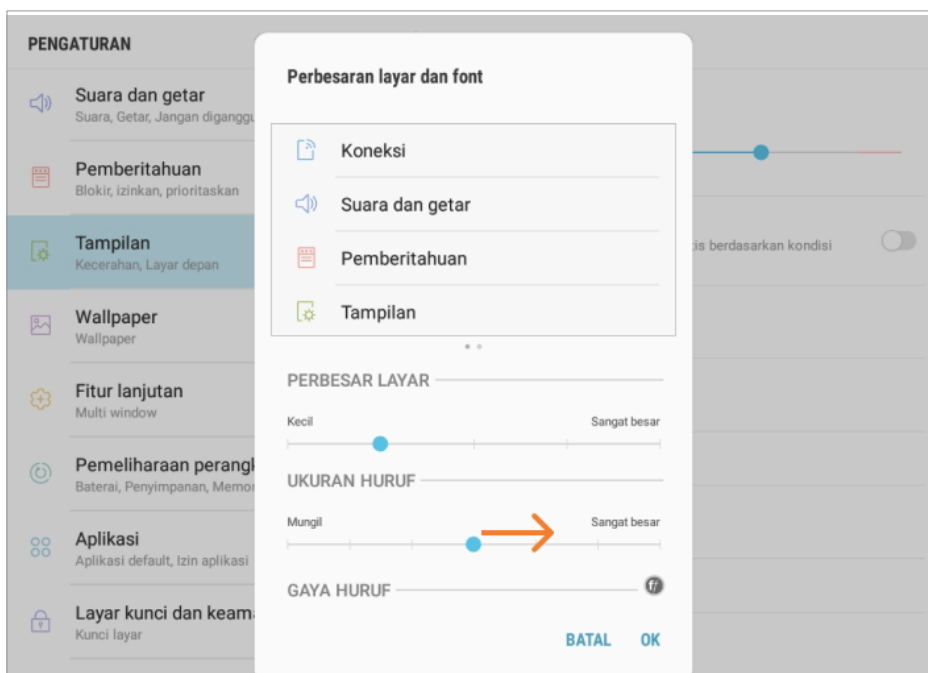 PENGATURAN
Suara dan getar
Suara, Getar, Jangan diganggu
Pemberitahuan
Blokir, izinkan, prioritaskan
Tampilan
Kecerahan, Layar depan
Wallpaper
Wallpaper
Fitur lanjutan
Multi window
Pemeliharaan perangk
Baterai, Penyimpanan, Memor
Aplikasi
Aplikasi default, Izin aplikasi
Layar kunci dan keama
Kunci layar
Perbesaran layar dan font
Koneksi
Suara dan getar
Pemberitahuan
Tampilan
PERBESAR LAYAR
Kecil Sangat besar
UKURAN HURUF
Mungil Sangat besar
GAYA HURUF
BATAL OK
tis berdasarkan kondisi